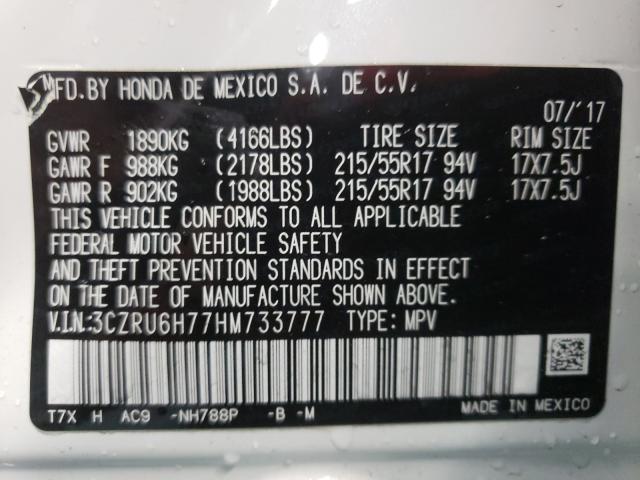 MFD.BY HONDA DE MEXICO S.A. DE C.V.
07/'17
GVWR 1890KG (4166LBS) TIRE SIZE RIM SIZE
GAWR F 988KG (2178LBS) 215/55R17 94V 17X7.5J
GAWR R 902KG (1988LBS) 215/55R17 94V 17X7.5J
THIS VEHICLE CONFORMS TO ALL APPLICABLE
FEDERAL MOTOR VEHICLE SAFETY
AND THEFT PREVENTION STANDARDS IN EFFECT
ON THE DATE OF MANUFACTURE SHOWN ABOVE.
V.I.N:3CZRU6H77HM733777 TYPE: MPV
T7X H AC9 -NH788P -B -M
MADE IN MEXICO